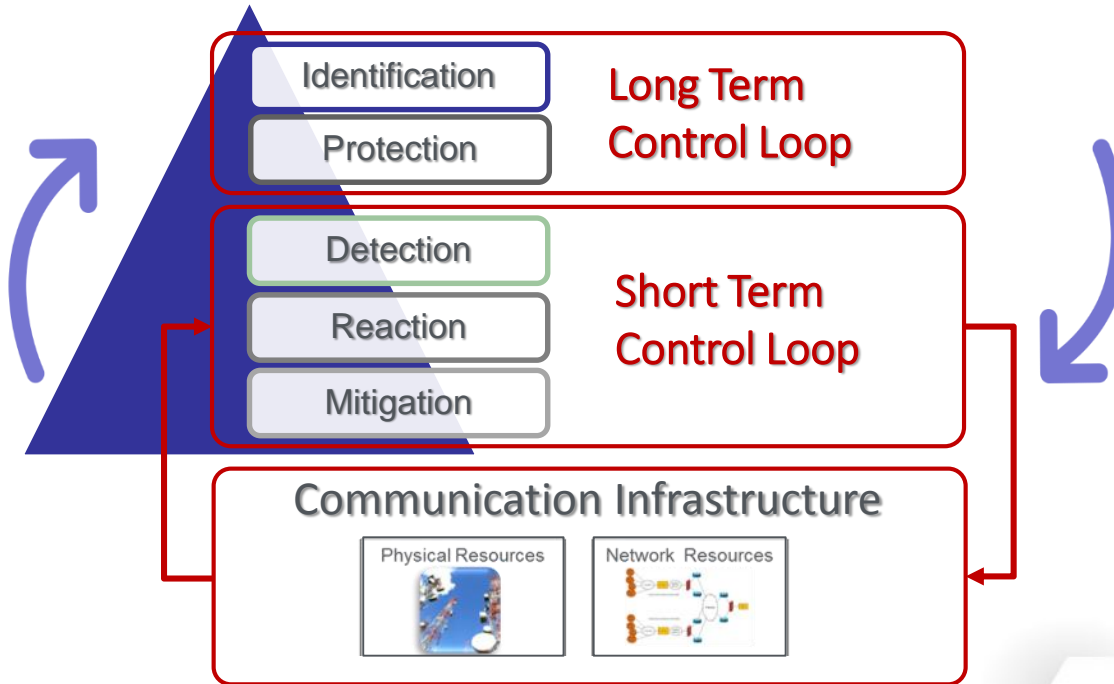 Identification
Long Term
Protection
Control Loop
Detection
Short Term
Reaction
Control Loop
Mitigation
Communication Infrastructure
Physical Resources
Network Resources